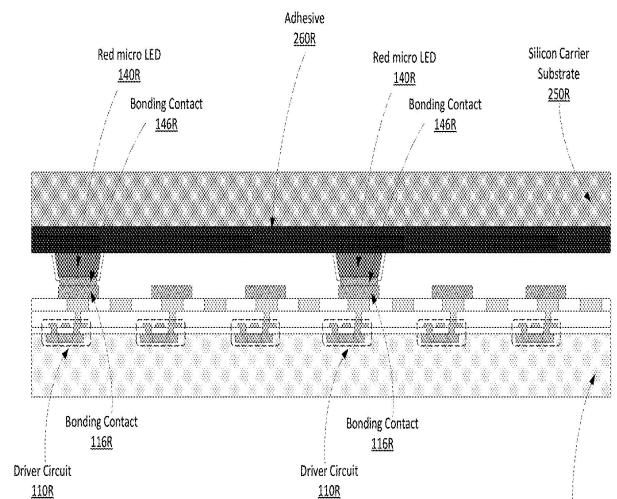 Adhesive
260R
Red micro LED
140R
Red micro LED
140R
Silicon Carrier
Substrate
250R
Bonding Contact
146R
Bonding Contact
146R
Bonding Contact
116R
Bonding Contact
116R
Driver Circuit
110R
Driver Circuit
110R